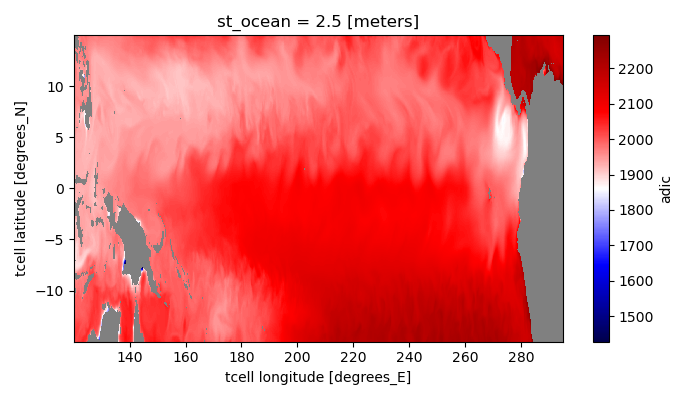 st_ocean = 2.5 [meters]
10
5
0
−5
−10
tcell latitude [degrees_N]
140 160 180 200 220 240 260 280
tcell longitude [degrees_E]
2200
2100
2000
1900
1800
1700
1600
1500
adic